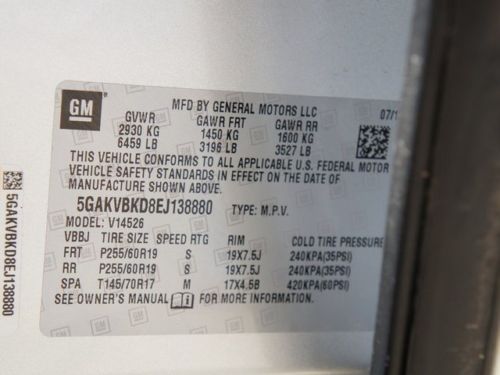 GM
MFD BY GENERAL MOTORS LLC
07/1
GVWR GAWR FRT GAWR RR
2930 KG 1450 KG 1600 KG
6459 LB 3196 LB 3527 LB
THIS VEHICLE CONFORMS TO ALL APPLICABLE U.S. FEDERAL MOTOR
VEHICLE SAFETY STANDARDS IN EFFECT ON THE DATE OF
MANUFACTURE SHOWN ABOVE.
5GAKVBKD8EJ138880 TYPE: M.P.V.
MODEL: V14526
VBBJ TIRE SIZE SPEED RTG RIM COLD TIRE PRESSURE
FRT P255/60R19 S 19X7.5J 240KPA(35PSI)
RR P255/60R19 S 19X7.5J 240KPA(35PSI)
SPA T145/70R17 M 17X4.5B 420KPA(60PSI)
SEE OWNER'S MANUAL FOR MORE INFORMATION.
5GAKVBKD8EJ138880